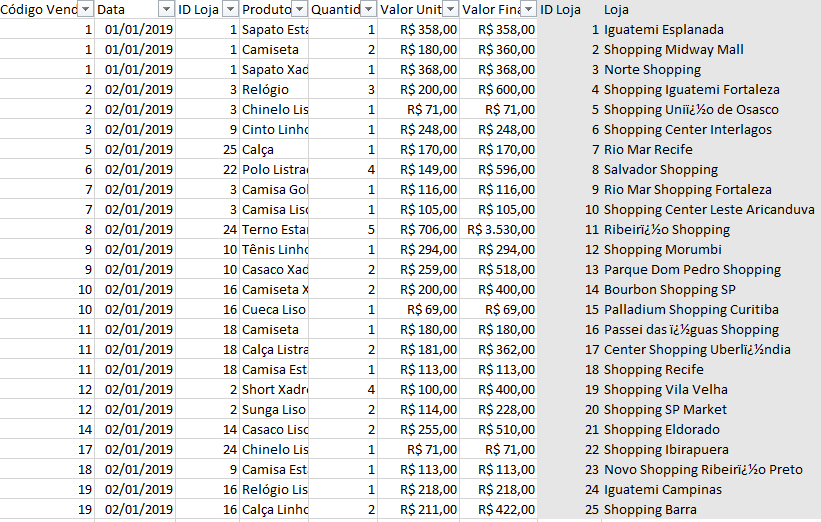 Código Vend Data ID Loja Produto Quantid Valor Unit Valor Fina ID Loja Loja
1 01/01/2019 1 Sapato Esta 1 R$ 358,00 R$ 358,00 1 Iguatemi Esplanada
1 01/01/2019 1 Camiseta 2 R$ 180,00 R$ 360,00 2 Shopping Midway Mall
1 01/01/2019 1 Sapato Xad 1 R$ 368,00 R$ 368,00 3 Norte Shopping
2 02/01/2019 3 Relógio 3 R$ 200,00 R$ 600,00 4 Shopping Iguatemi Fortaleza
2 02/01/2019 3 Chinelo Lis 1 R$ 71,00 R$ 71,00 5 Shopping Uniï¿½o de Osasco
3 02/01/2019 9 Cinto Linho 1 R$ 248,00 R$ 248,00 6 Shopping Center Interlagos
5 02/01/2019 25 Calça 1 R$ 170,00 R$ 170,00 7 Rio Mar Recife
6 02/01/2019 22 Polo Listrad 4 R$ 149,00 R$ 596,00 8 Salvador Shopping
7 02/01/2019 3 Camisa Gol 1 R$ 116,00 R$ 116,00 9 Rio Mar Shopping Fortaleza
7 02/01/2019 3 Camisa Lisa 1 R$ 105,00 R$ 105,00 10 Shopping Center Leste Aricanduva
8 02/01/2019 24 Terno Estar 5 R$ 706,00 R$ 3.530,00 11 Ribeirï¿½o Shopping
9 02/01/2019 10 Tênis Linho 1 R$ 294,00 R$ 294,00 12 Shopping Morumbi
9 02/01/2019 10 Casaco Xad 2 R$ 259,00 R$ 518,00 13 Parque Dom Pedro Shopping
10 02/01/2019 16 Camiseta X 2 R$ 200,00 R$ 400,00 14 Bourbon Shopping SP
10 02/01/2019 16 Cueca Liso 1 R$ 69,00 R$ 69,00 15 Palladium Shopping Curitiba
11 02/01/2019 18 Camiseta 1 R$ 180,00 R$ 180,00 16 Passei das ï¿½guas Shopping
11 02/01/2019 18 Calça Listra 2 R$ 181,00 R$ 362,00 17 Center Shopping Uberlï¿½ndia
11 02/01/2019 18 Camisa Est 1 R$ 113,00 R$ 113,00 18 Shopping Recife
12 02/01/2019 2 Short Xadre 4 R$ 100,00 R$ 400,00 19 Shopping Vila Velha
12 02/01/2019 2 Sunga Liso 2 R$ 114,00 R$ 228,00 20 Shopping SP Market
14 02/01/2019 14 Casaco Lisc 2 R$ 255,00 R$ 510,00 21 Shopping Eldorado
17 02/01/2019 24 Chinelo Lis 1 R$ 71,00 R$ 71,00 22 Shopping Ibirapuera
18 02/01/2019 9 Camisa Est 1 R$ 113,00 R$ 113,00 23 Novo Shopping Ribeirï¿½o Preto
19 02/01/2019 16 Relógio Lis 1 R$ 218,00 R$ 218,00 24 Iguatemi Campinas
19 02/01/2019 16 Calça Linho 2 R$ 211,00 R$ 422,00 25 Shopping Barra